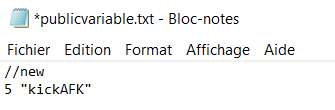 *publicvariable.txt - Bloc-notes
Fichier Edition Format Affichage Aide
//new
5 "kickAFK"